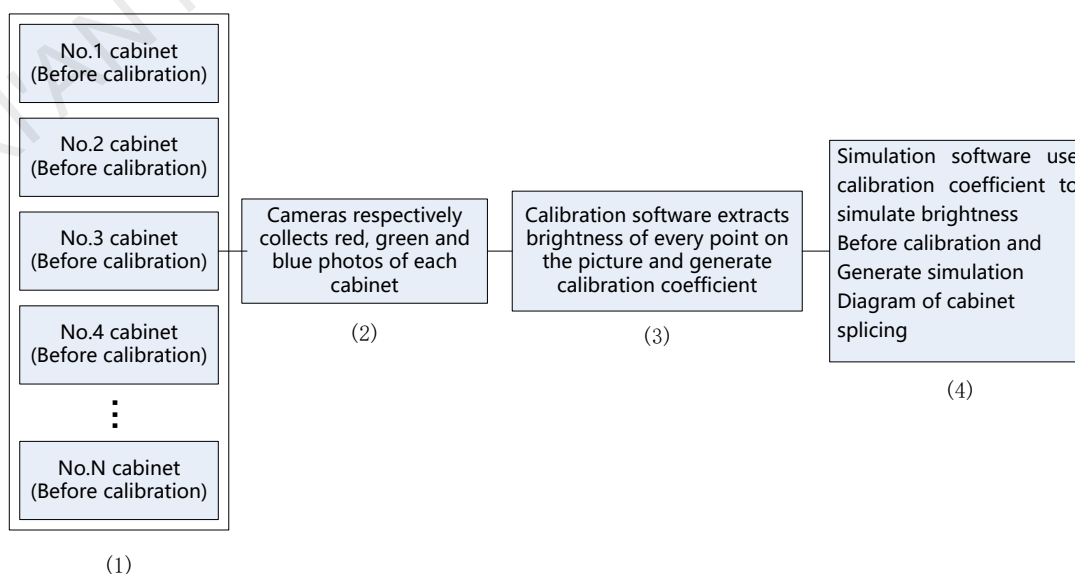 No.1 cabinet
(Before calibration)
No.2 cabinet
(Before calibration)
No.3 cabinet
(Before calibration)
No.4 cabinet
(Before calibration)
⋮
No.N cabinet
(Before calibration)
(1)
Cameras respectively
collects red, green and
blue photos of each
cabinet
(2)
Calibration software extracts
brightness of every point on
the picture and generate
calibration coefficient
(3)
Simulation software use
calibration coefficient to
simulate brightness
Before calibration and
Generate simulation
Diagram of cabinet
splicing
(4)